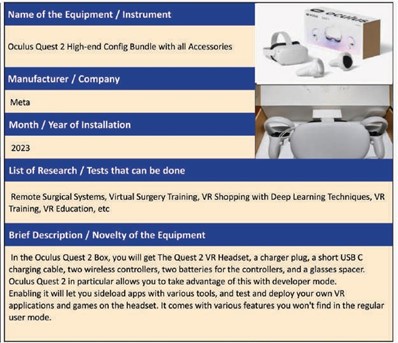 Name of the Equipment / Instrument
Oculus Quest 2 High-end Config Bundle with all Accessories
oculus
Manufacturer / Company
Meta
Month / Year of Installation
2023
List of Research / Tests that can be done
Remote Surgical Systems, Virtual Surgery Training, VR Shopping with Deep Learning Techniques, VR
Training, VR Education, etc
Brief Description / Novelty of the Equipment
In the Oculus Quest 2 Box, you will get The Quest 2 VR Headset, a charger plug, a short USB C
charging cable, two wireless controllers, two batteries for the controllers, and a glasses spacer.
Oculus Quest 2 in particular allows you to take advantage of this with developer mode.
Enabling it will let you sideload apps with various tools, and test and deploy your own VR
applications and games on the headset. It comes with various features you won't find in the regular
user mode.